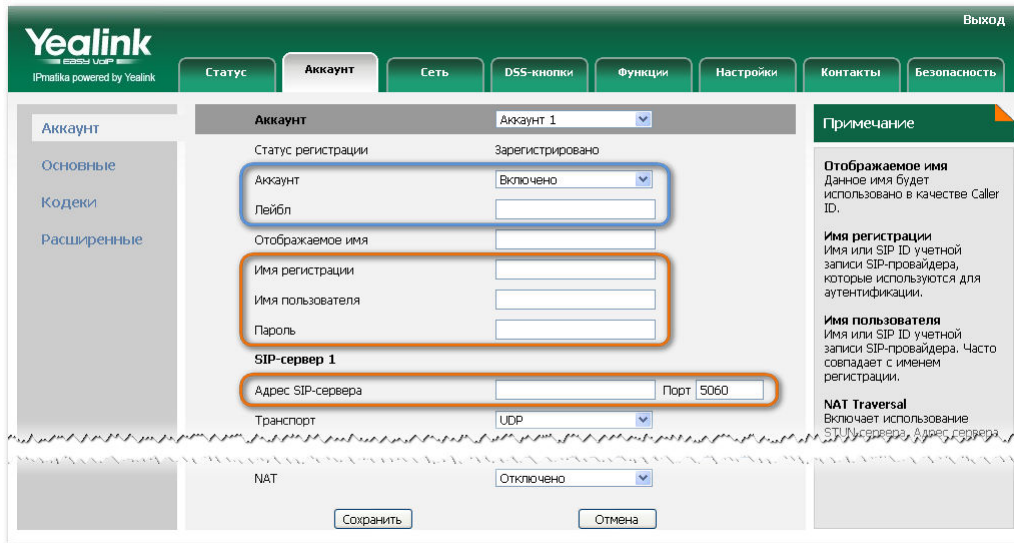 Выход
Yealink
EASY VoIP
IPmatika powered by Yealink
Статус
Аккаунт
Сеть
DSS-кнопки
Функции
Настройки
Контакты
Безопасность
Аккаунт
Основные
Кодеки
Расширенные
Аккаунт Аккаунт 1
Статус регистрации Зарегистрировано
Аккаунт Включено
Лейбл
Отображаемое имя
Имя регистрации
Имя пользователя
Пароль
SIP-сервер 1
Адрес SIP-сервера Порт 5060
Транспорт UDP
NAT Отключено
Сохранить Отмена
Примечание
Отображаемое имя
Данное имя будет
использовано в качестве Caller
ID.
Имя регистрации
Имя или SIP ID учетной
записи SIP-провайдера,
которые используются для
аутентификации.
Имя пользователя
Имя или SIP ID учетной
записи SIP-провайдера. Часто
совпадает с именем
регистрации.
NAT Traversal
Включает использование
STUN-сервера. Адрес сервера